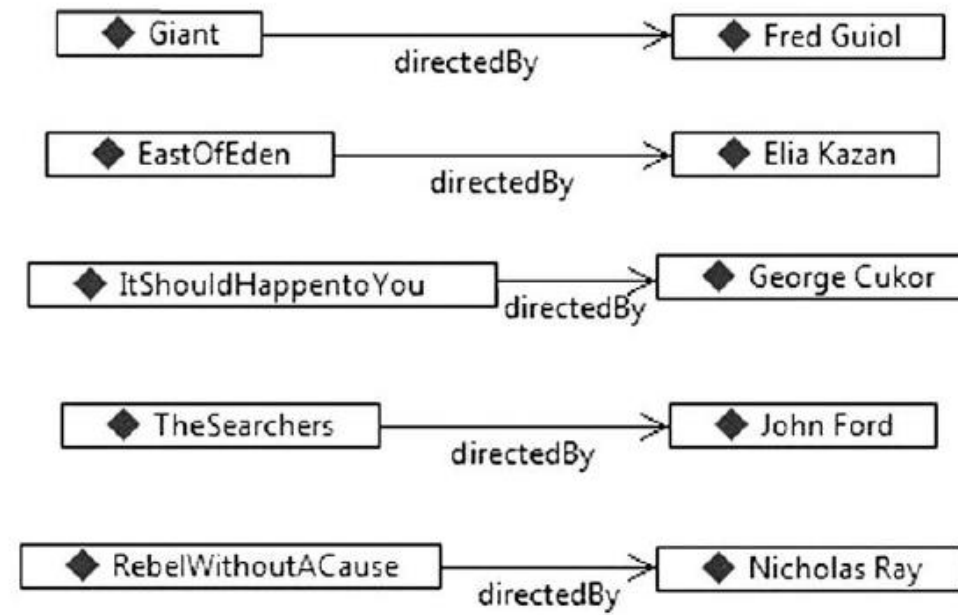 Giant
directedBy
Fred Guiol
EastOfEden
directedBy
Elia Kazan
ItShouldHappentoYou
directedBy
George Cukor
TheSearchers
directedBy
John Ford
RebelWithoutACause
directedBy
Nicholas Ray